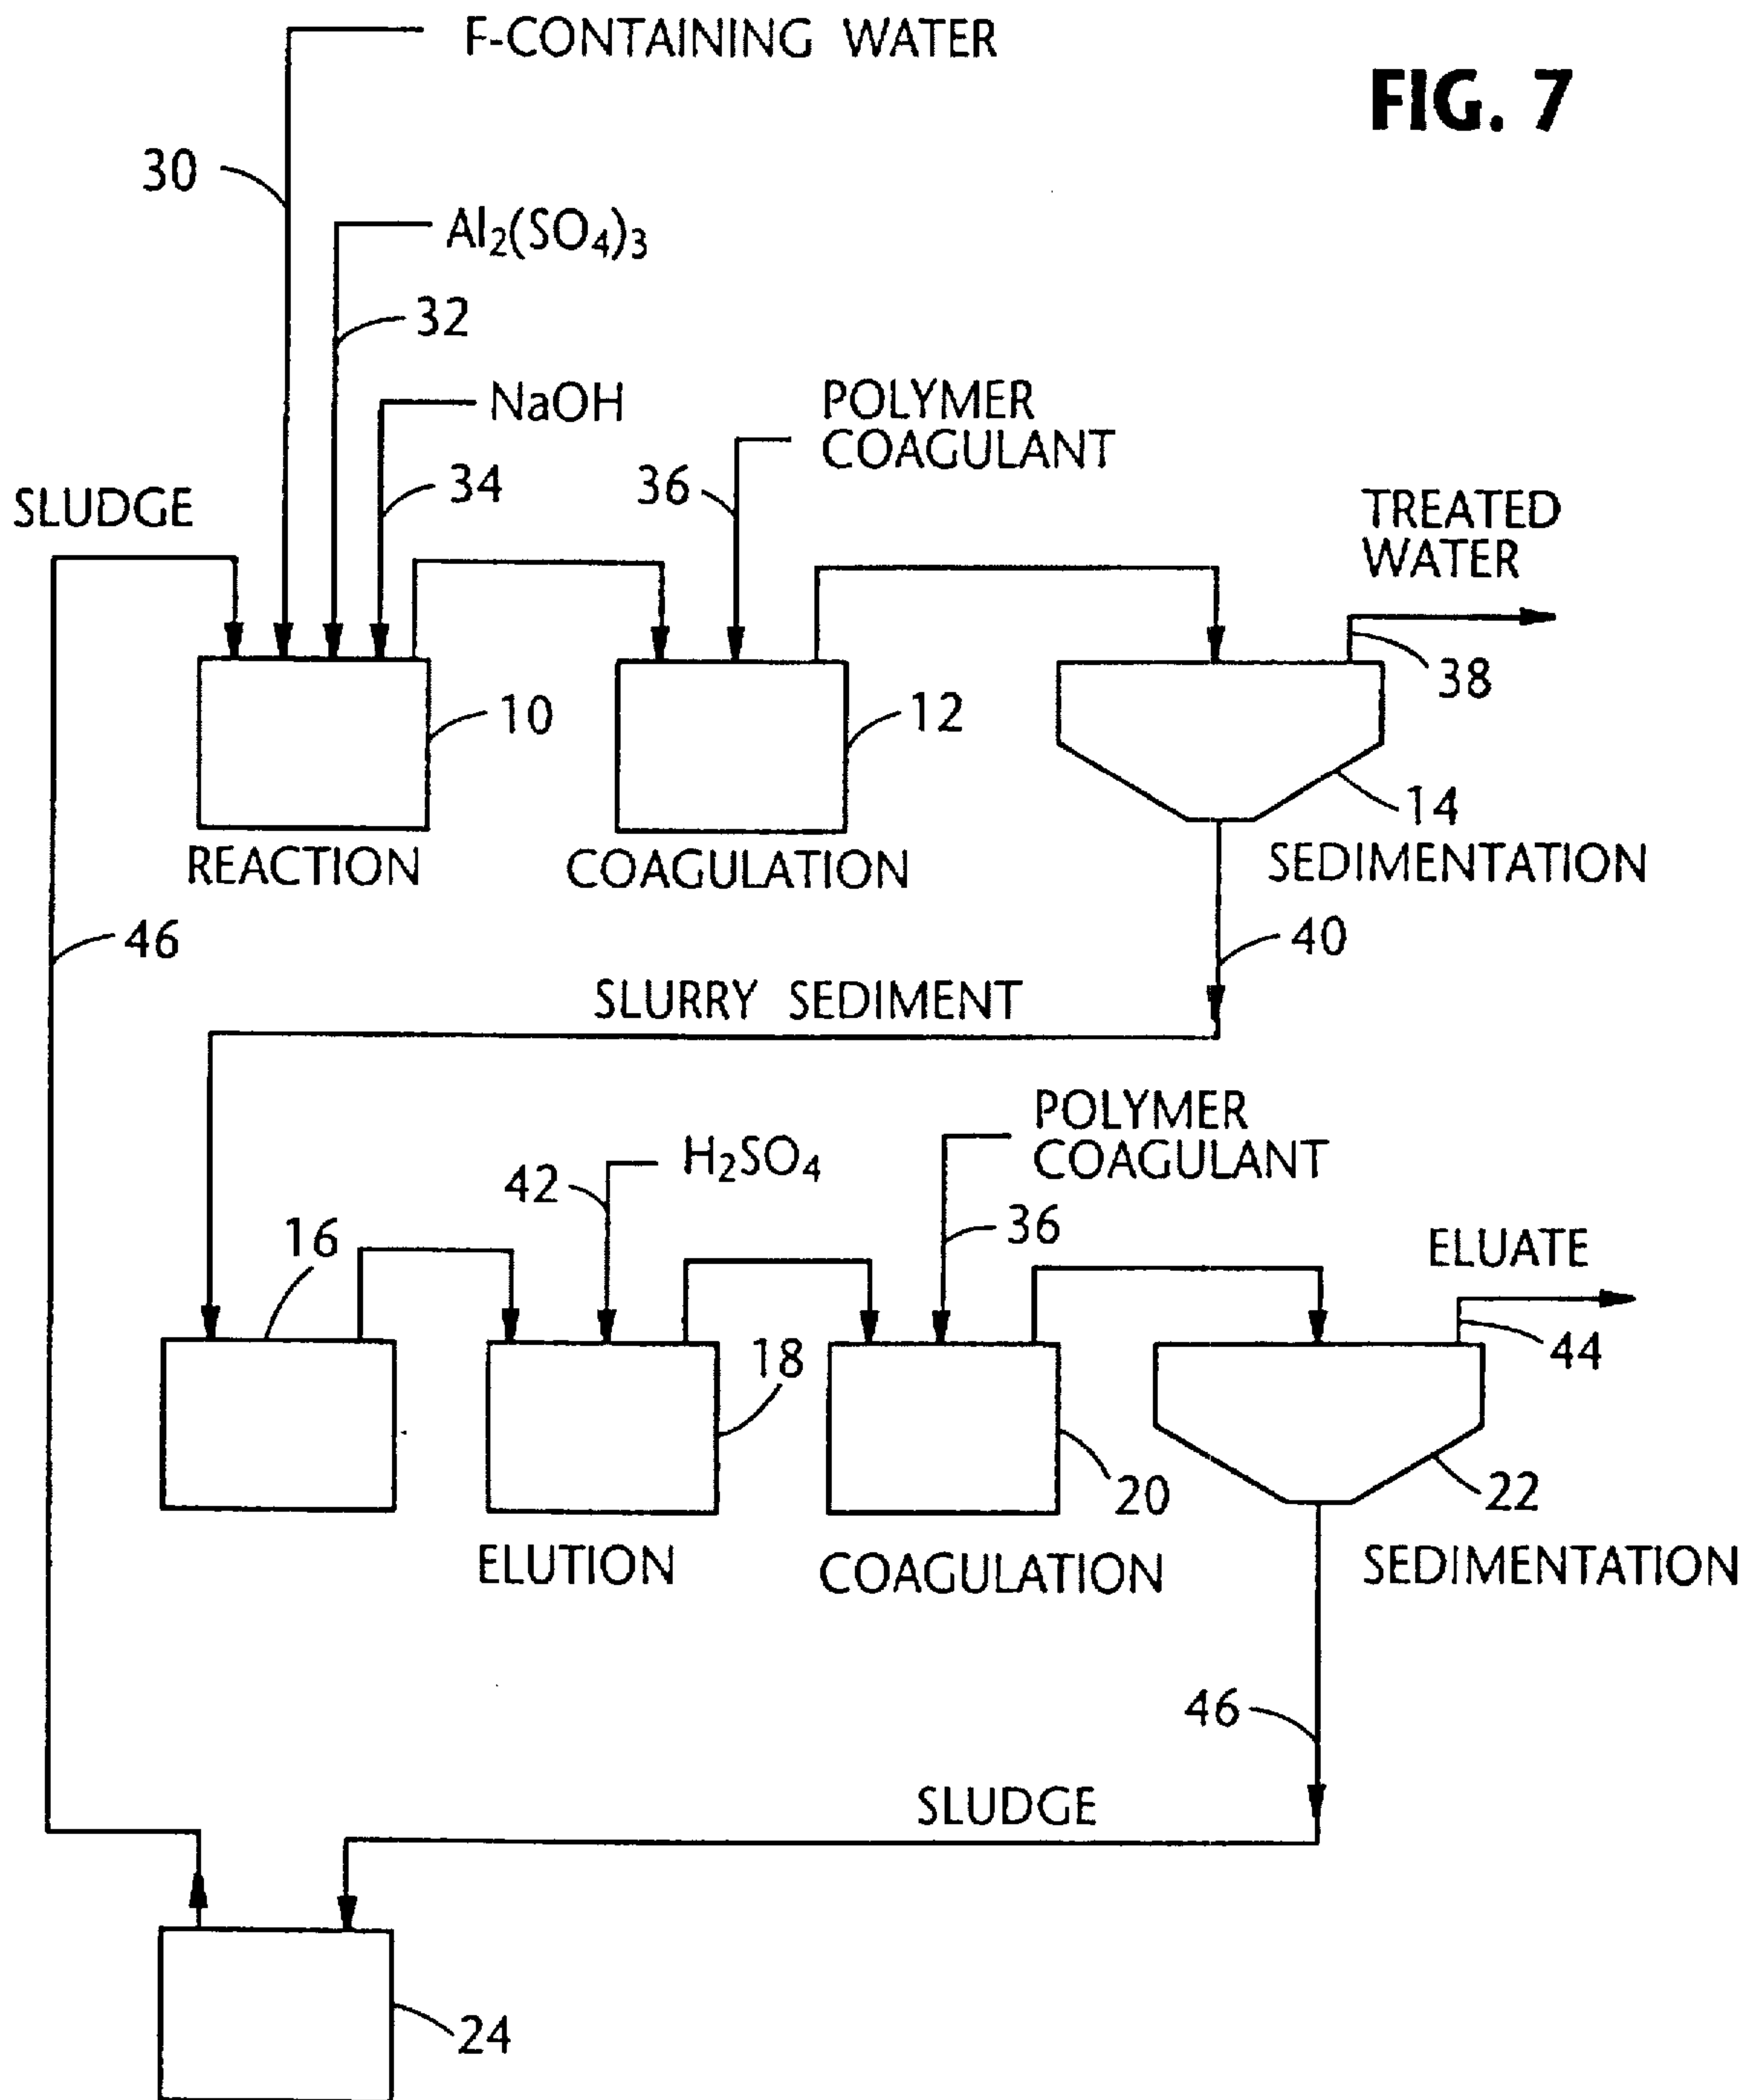 F-CONTAINING WATER
FIG. 7
30
Al₂(SO₄)₃
32
NaOH
34
POLYMER
COAGULANT
36
SLUDGE
TREATED
WATER
38
10
12
14
REACTION
COAGULATION
SEDIMENTATION
46
40
SLURRY SEDIMENT
POLYMER
COAGULANT
H₂SO₄
42
36
16
ELUATE
44
18
20
22
ELUTION
COAGULATION
SEDIMENTATION
46
SLUDGE
24